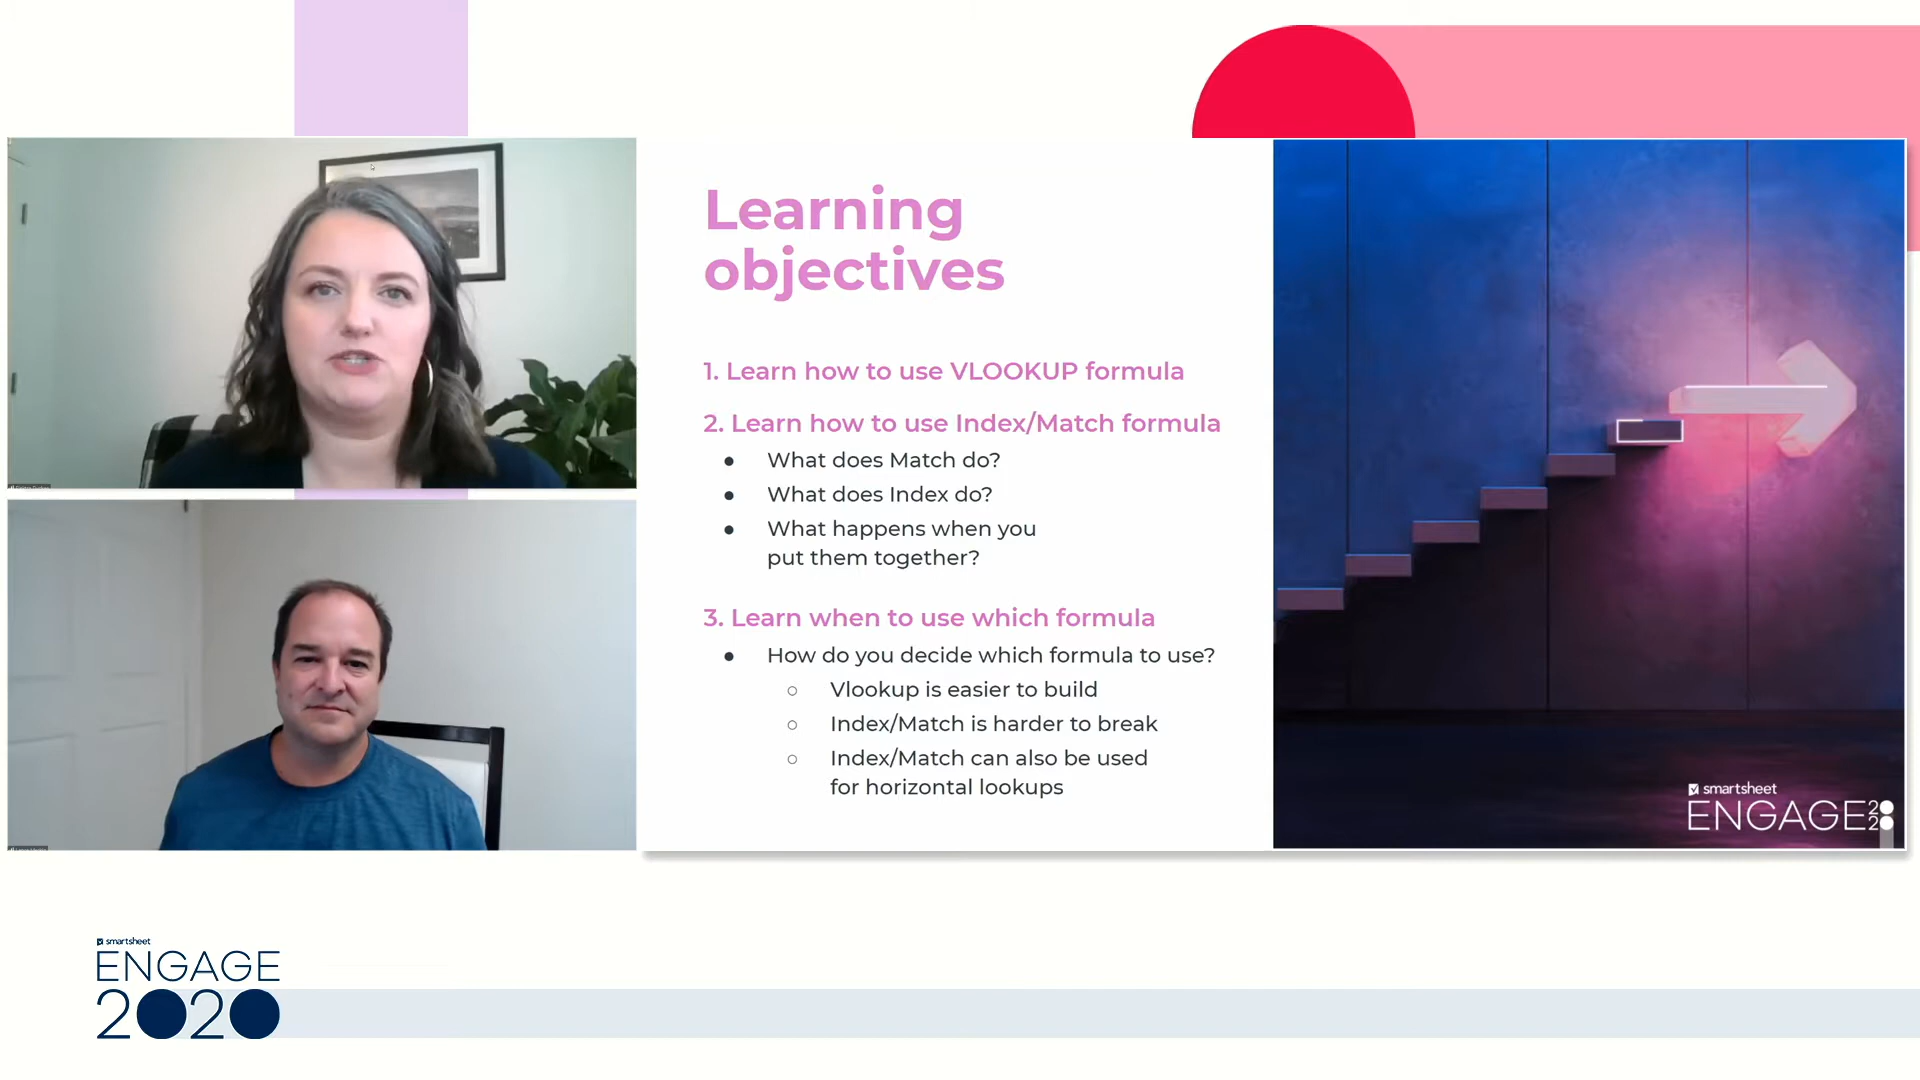 Learning
objectives
1. Learn how to use VLOOKUP formula
2. Learn how to use Index/Match formula
● What does Match do?
● What does Index do?
● What happens when you
put them together?
3. Learn when to use which formula
● How do you decide which formula to use?
○ Vlookup is easier to build
○ Index/Match is harder to break
○ Index/Match can also be used
for horizontal lookups
smartsheet
ENGAGE 2020
smartsheet
ENGAGE
2020